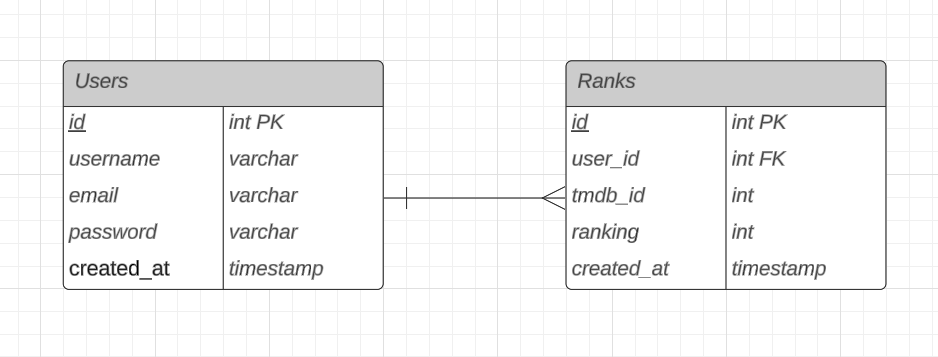 Users
id int PK
username varchar
email varchar
password varchar
created_at timestamp
Ranks
id int PK
user_id int FK
tmdb_id int
ranking int
created_at timestamp